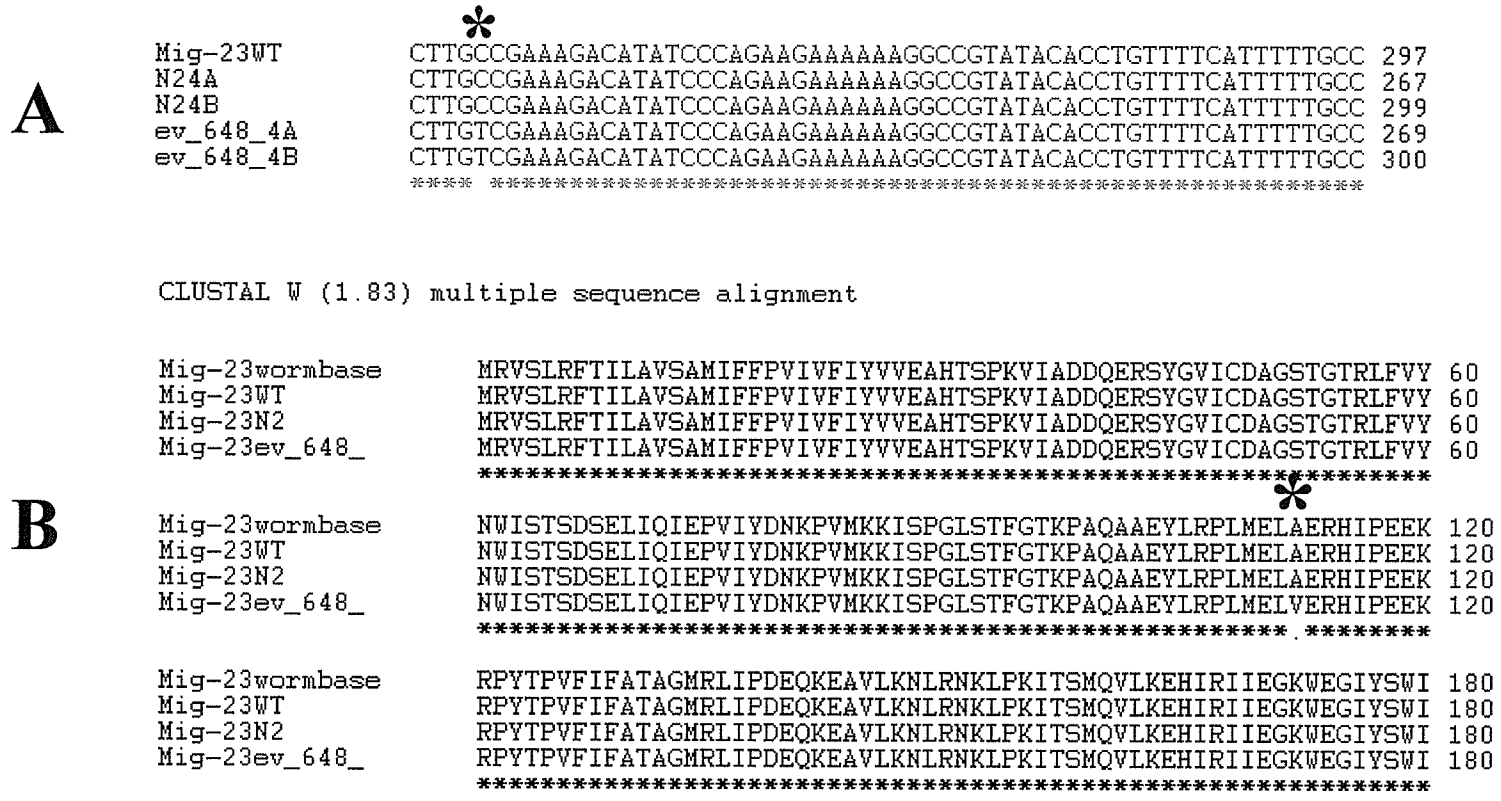 *
Mig-23WT CTTGCCGAAAGACATATCCCAGAAGAAAAAAGGCCGTATACACCTGTTTTCATTTTTGCC 297
N24A CTTGCCGAAAGACATATCCCAGAAGAAAAAAGGCCGTATACACCTGTTTTCATTTTTGCC 267
A
N24B CTTGCCGAAAGACATATCCCAGAAGAAAAAAGGCCGTATACACCTGTTTTCATTTTTGCC 299
ev_648_4A CTTGTCGAAAGACATATCCCAGAAGAAAAAAGGCCGTATACACCTGTTTTCATTTTTGCC 269
ev_648_4B CTTGTCGAAAGACATATCCCAGAAGAAAAAAGGCCGTATACACCTGTTTTCATTTTTGCC 300
**** *******************************************************
CLUSTAL W (1.83) multiple sequence alignment
Mig-23wormbase MRVSLRFTILAVSAMIFFPVIVFIYVVEAHTSPKVIADDQERSYGVICDAGSTGTRLFVY 60
Mig-23WT MRVSLRFTILAVSAMIFFPVIVFIYVVEAHTSPKVIADDQERSYGVICDAGSTGTRLFVY 60
Mig-23N2 MRVSLRFTILAVSAMIFFPVIVFIYVVEAHTSPKVIADDQERSYGVICDAGSTGTRLFVY 60
Mig-23ev_648_ MRVSLRFTILAVSAMIFFPVIVFIYVVEAHTSPKVIADDQERSYGVICDAGSTGTRLFVY 60
************************************************************
*
B
Mig-23wormbase NWISTSDSELIQIEPVIYDNKPVMKKISPGLSTFGTKPAQAAEYLRPLMELAERHIPEEK 120
Mig-23WT NWISTSDSELIQIEPVIYDNKPVMKKISPGLSTFGTKPAQAAEYLRPLMELAERHIPEEK 120
Mig-23N2 NWISTSDSELIQIEPVIYDNKPVMKKISPGLSTFGTKPAQAAEYLRPLMELAERHIPEEK 120
Mig-23ev_648_ NWISTSDSELIQIEPVIYDNKPVMKKISPGLSTFGTKPAQAAEYLRPLMELVERHIPEEK 120
***************************************************.********
Mig-23wormbase RPYTPVFIFATAGMRLIPDEQKEAVLKNLRNKLPKITSMQVLKEHIRIIEGKWEGIYSWI 180
Mig-23WT RPYTPVFIFATAGMRLIPDEQKEAVLKNLRNKLPKITSMQVLKEHIRIIEGKWEGIYSWI 180
Mig-23N2 RPYTPVFIFATAGMRLIPDEQKEAVLKNLRNKLPKITSMQVLKEHIRIIEGKWEGIYSWI 180
Mig-23ev_648_ RPYTPVFIFATAGMRLIPDEQKEAVLKNLRNKLPKITSMQVLKEHIRIIEGKWEGIYSWI 180
************************************************************